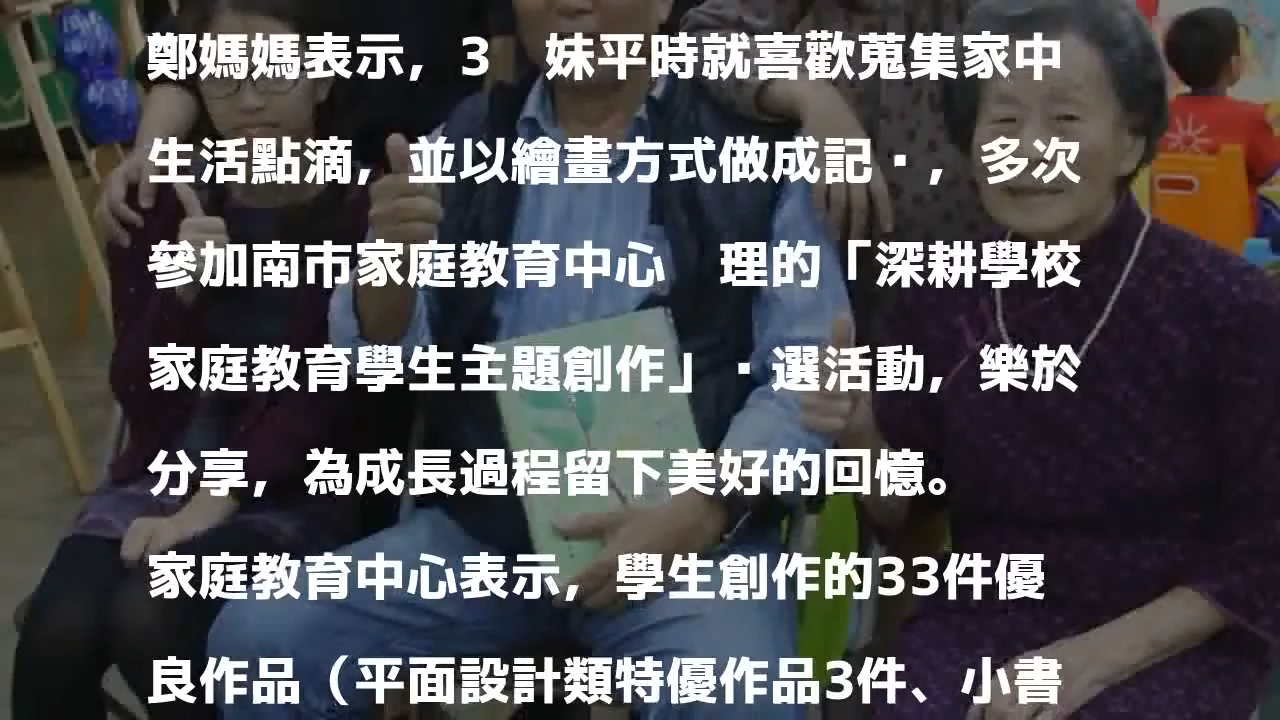 鄭媽媽表示，3　妹平時就喜歡蒐集家中
生活點滴，並以繪畫方式做成記▪，多次
參加南市家庭教育中心　理的「深耕學校
家庭教育學生主題創作」▪選活動，樂於
分享，為成長過程留下美好的回憶。
家庭教育中心表示，學生創作的33件優
良作品（平面設計類特優作品3件、小書